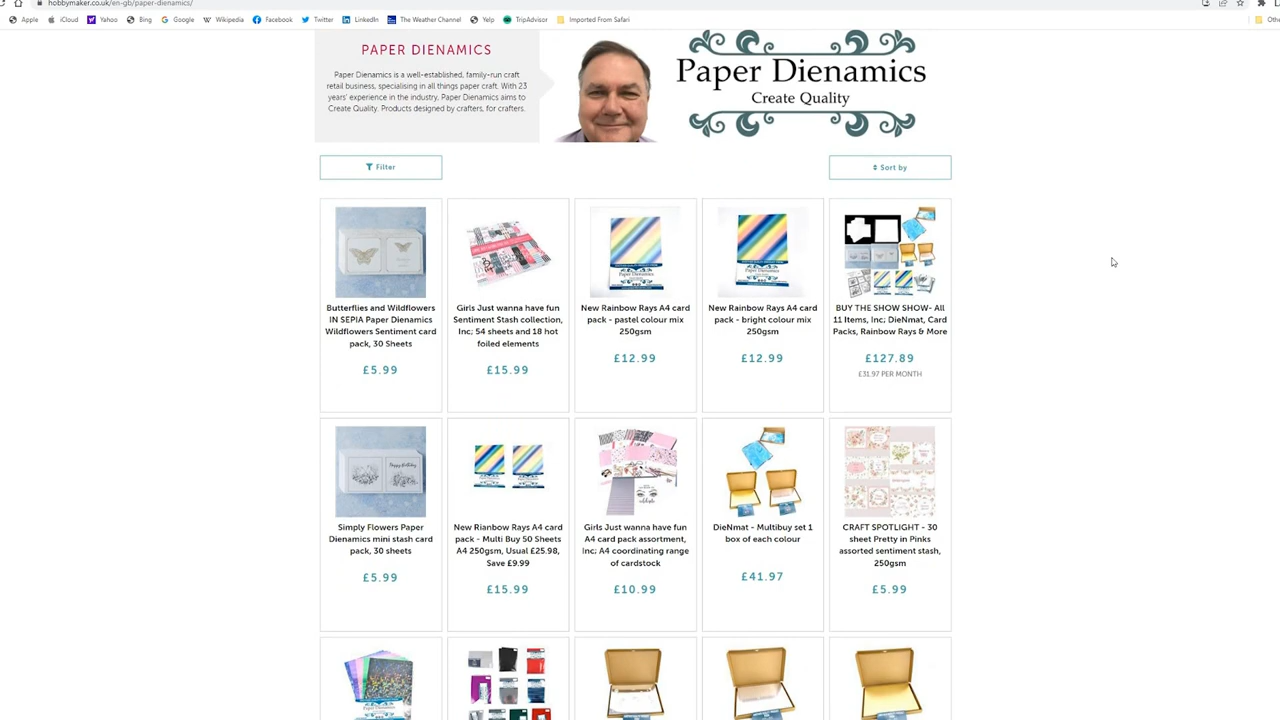 hobbymaker.co.uk/en-gb/paper-dienamics/
Apple iCloud Yahoo Bing Google Wikipedia Facebook Twitter LinkedIn The Weather Channel Yelp TripAdvisor Imported From Safari
PAPER DIENAMICS
Paper Dienamics is a well-established, family-run craft
retail business, specialising in all things paper craft. With 23
years' experience in the industry, Paper Dienamics aims to
Create Quality. Products designed by crafters, for crafters.
Paper Dienamics
Create Quality
Filter
Sort by
Butterflies and Wildflowers
IN SEPIA Paper Dienamics
Wildflowers Sentiment card
pack, 30 Sheets
£5.99
Girls Just wanna have fun
Sentiment Stash collection,
Inc; 54 sheets and 18 hot
foiled elements
£15.99
New Rainbow Rays A4 card
pack - pastel colour mix
250gsm
£12.99
New Rainbow Rays A4 card
pack - bright colour mix
250gsm
£12.99
BUY THE SHOW SHOW- All
11 Items, Inc; DieNmat, Card
Packs, Rainbow Rays & More
£127.89
£31.97 PER MONTH
Simply Flowers Paper
Dienamics mini stash card
pack, 30 sheets
£5.99
New Rianbow Rays A4 card
pack - Multi Buy 50 Sheets
A4 250gsm, Usual £25.98,
Save £9.99
£15.99
Girls Just wanna have fun
A4 card pack assortment,
Inc; A4 coordinating range
of cardstock
£10.99
DieNmat - Multibuy set 1
box of each colour
£41.97
CRAFT SPOTLIGHT - 30
sheet Pretty in Pinks
assorted sentiment stash,
250gsm
£5.99